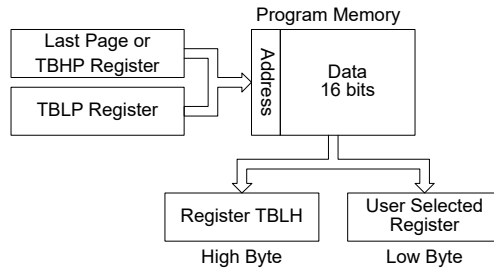 Program Memory
Last Page or
TBHP Register
TBLP Register
Address
Data
16 bits
Register TBLH
User Selected
Register
High Byte
Low Byte